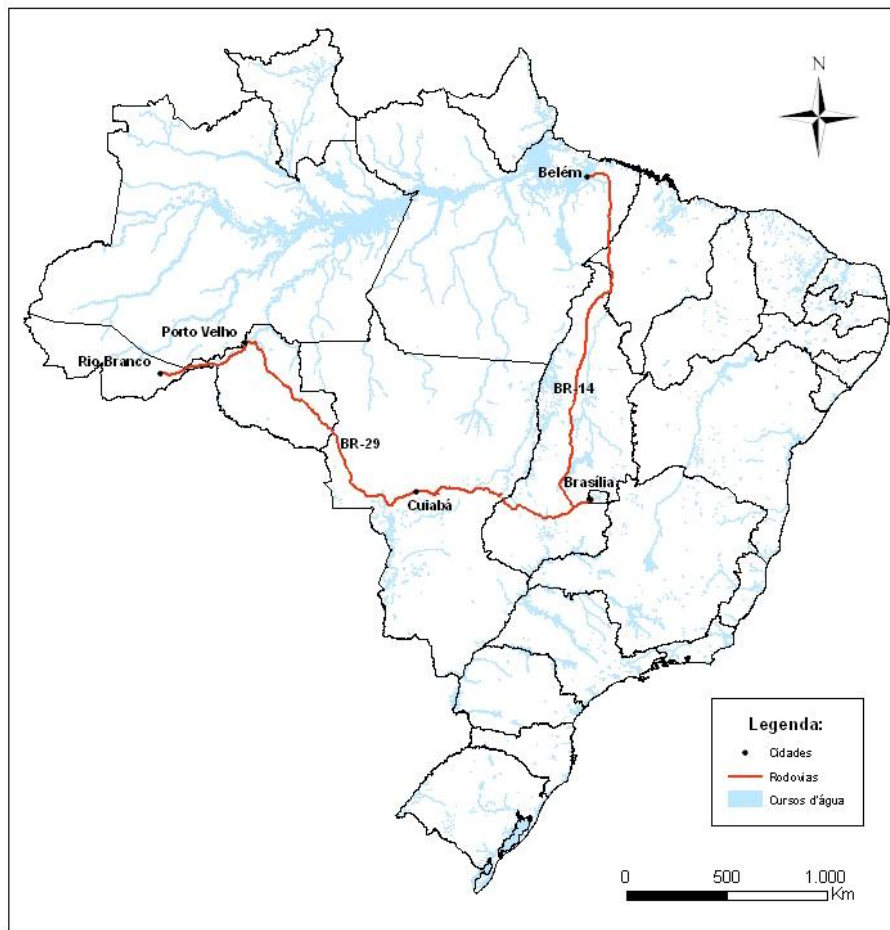 N
Belém
Porto Velho
Rio Branco
BR-14
BR-29
Brasília
Cuiabá
Legenda:
Cidades
Rodovias
Cursos d'água
0 500 1.000
Km